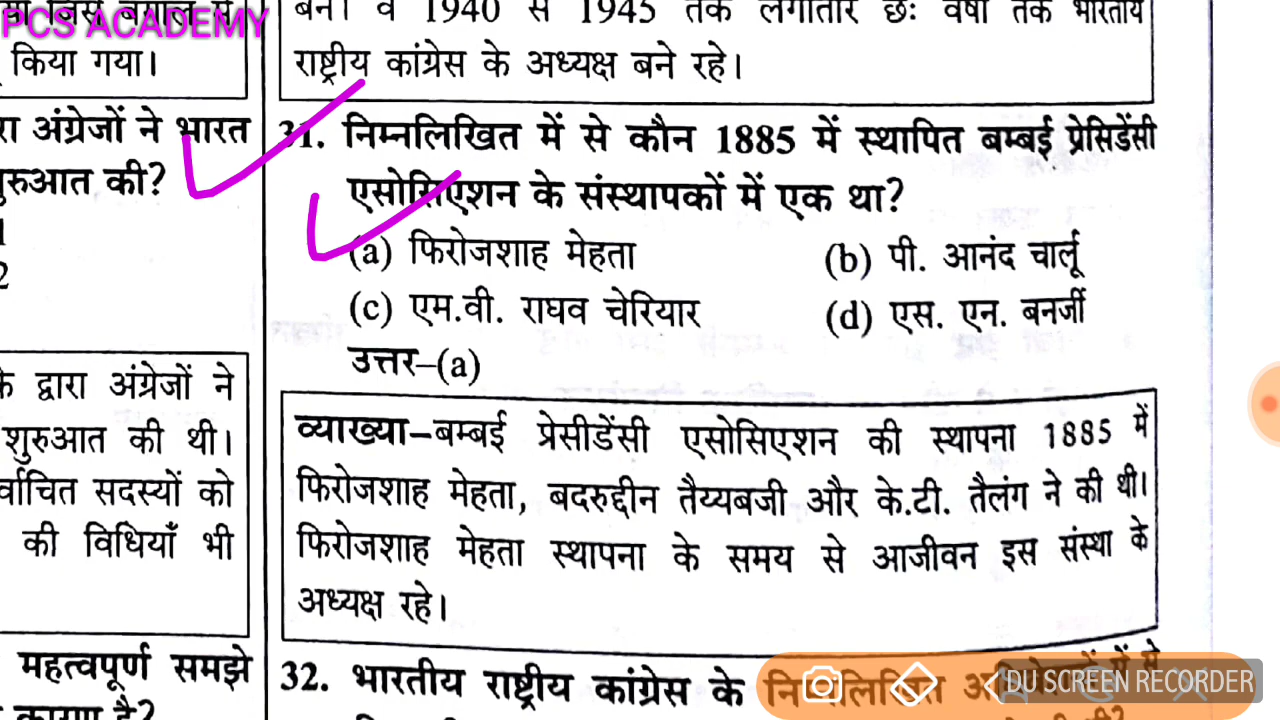 PCS ACADEMY
किया गया।
अंग्रेजों ने भारत
शुरुआत की?
के द्वारा अंग्रेजों ने
शुरुआत की थी।
सदस्यों को
की विधियाँ भी
महत्वपूर्ण समझे
कारण है?
बने। वे 1940 से 1945 तक लगातार छः वर्षों तक भारतीय
राष्ट्रीय कांग्रेस के अध्यक्ष बने रहे।
31. निम्नलिखित में से कौन 1885 में स्थापित बम्बई प्रेसिडेंसी
एसोसिएशन के संस्थापकों में एक था?
(a) फिरोजशाह मेहता (b) पी. आनंद चार्लू
(c) एम.वी. राघव चेरियार (d) एस. एन. बनर्जी
उत्तर–(a)
व्याख्या–बम्बई प्रेसीडेंसी एसोसिएशन की स्थापना 1885 में
फिरोजशाह मेहता, बदरुद्दीन तैय्यबजी और के.टी. तैलंग ने की थी।
फिरोजशाह मेहता स्थापना के समय से आजीवन इस संस्था के
अध्यक्ष रहे।
32. भारतीय राष्ट्रीय कांग्रेस के निम्नलिखित
DU SCREEN RECORDER